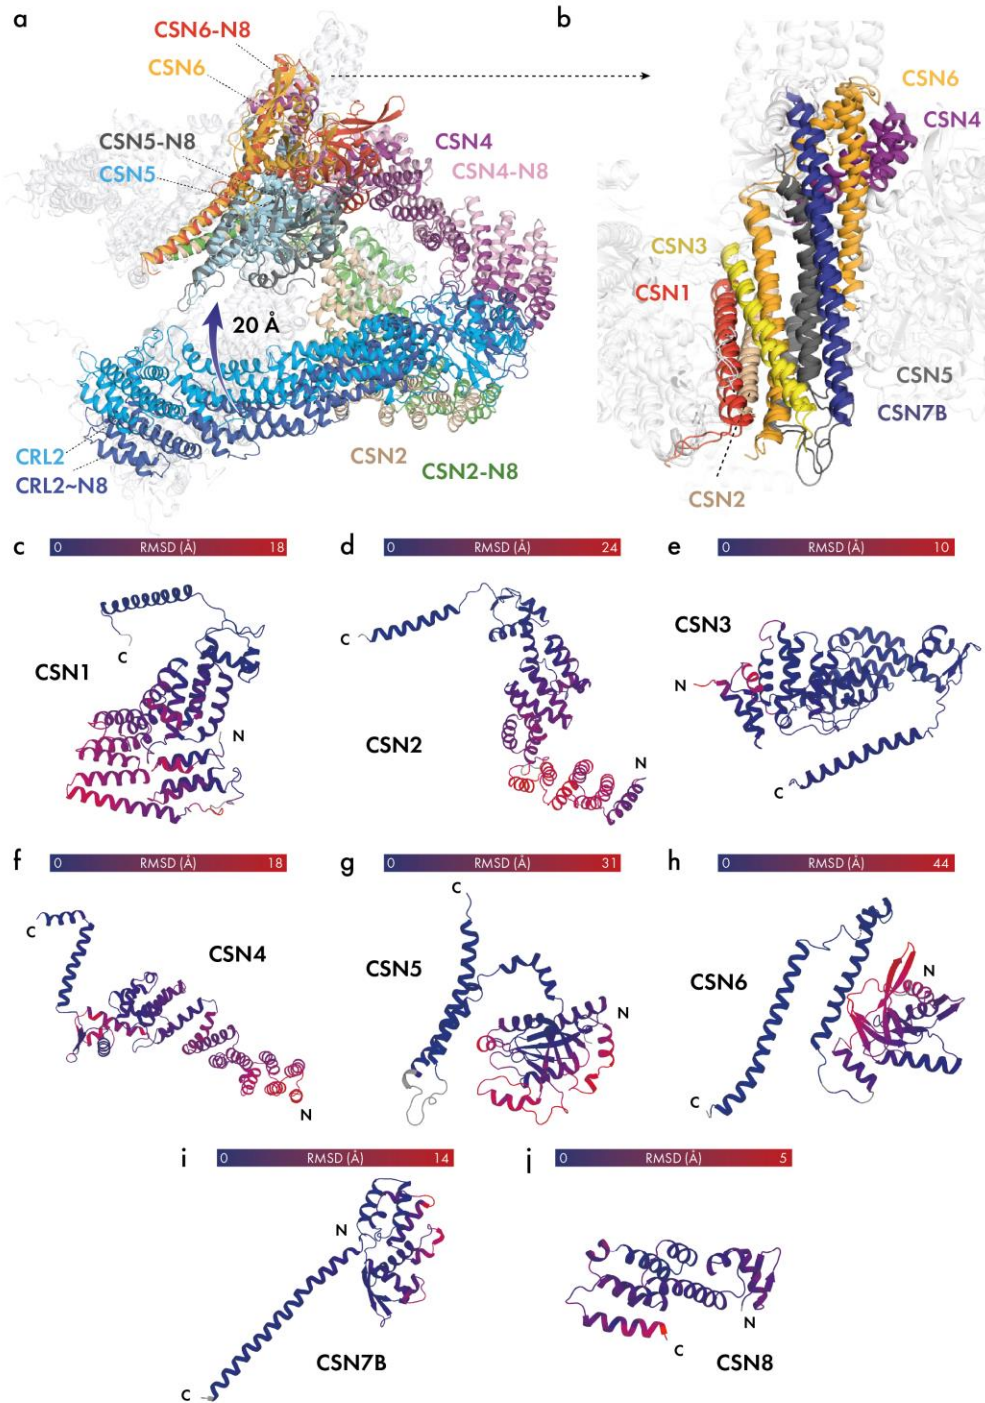 a
CSN6-N8
CSN6
CSN5-N8
CSN5
CSN4
CSN4-N8
20 Å
CRL2
CRL2~N8
CSN2
CSN2-N8
b
CSN6
CSN4
CSN3
CSN1
CSN5
CSN7B
CSN2
c
0 RMSD (Å) 18
C
CSN1
N
d
0 RMSD (Å) 24
C
CSN2
N
e
0 RMSD (Å) 10
CSN3
N
C
f
0 RMSD (Å) 18
C
CSN4
N
g
0 RMSD (Å) 31
C
CSN5
N
h
0 RMSD (Å) 44
CSN6
N
C
i
0 RMSD (Å) 14
N
CSN7B
C
j
0 RMSD (Å) 5
N
C
CSN8